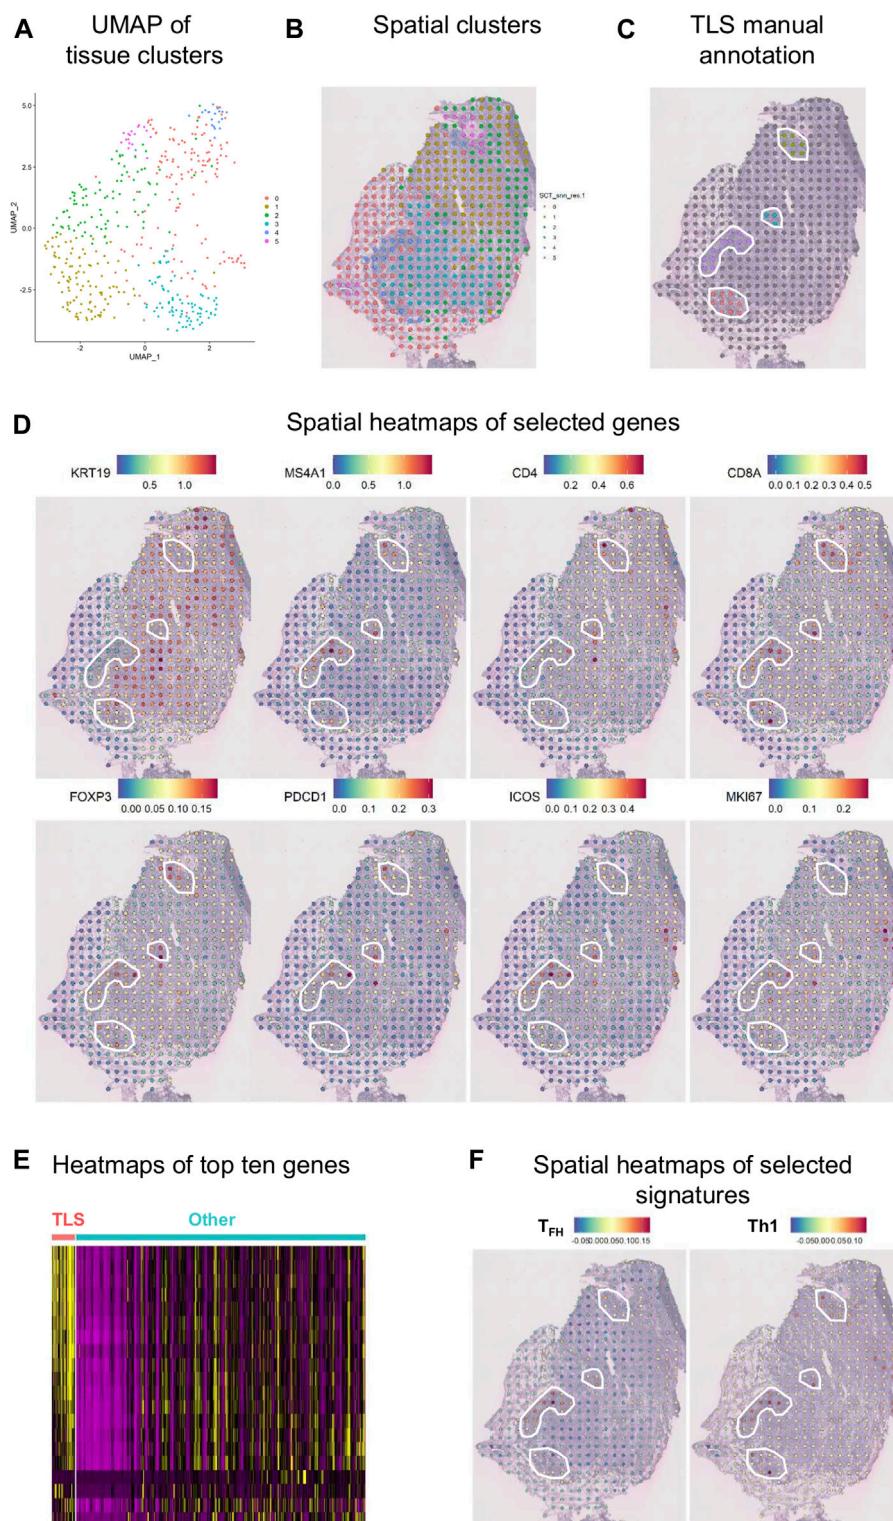 A
UMAP of
tissue clusters
B
Spatial clusters
C
TLS manual
annotation
5.0
2.5
0.0
-2.5
UMAP_2
-2
0
2
UMAP_1
0
1
2
3
4
5
SCT_snn_res.1
0
1
2
3
4
5
D
Spatial heatmaps of selected genes
KRT19
0.5 1.0
MS4A1
0.0 0.5 1.0
CD4
0.2 0.4 0.6
CD8A
0.0 0.1 0.2 0.3 0.4 0.5
FOXP3
0.00 0.05 0.10 0.15
PDCD1
0.0 0.1 0.2 0.3
ICOS
0.0 0.1 0.2 0.3 0.4
MKI67
0.0 0.1 0.2
E
Heatmaps of top ten genes
TLS
Other
F
Spatial heatmaps of selected
signatures
TFH
-0.050.000.050.100.15
Th1
-0.050.000.050.10